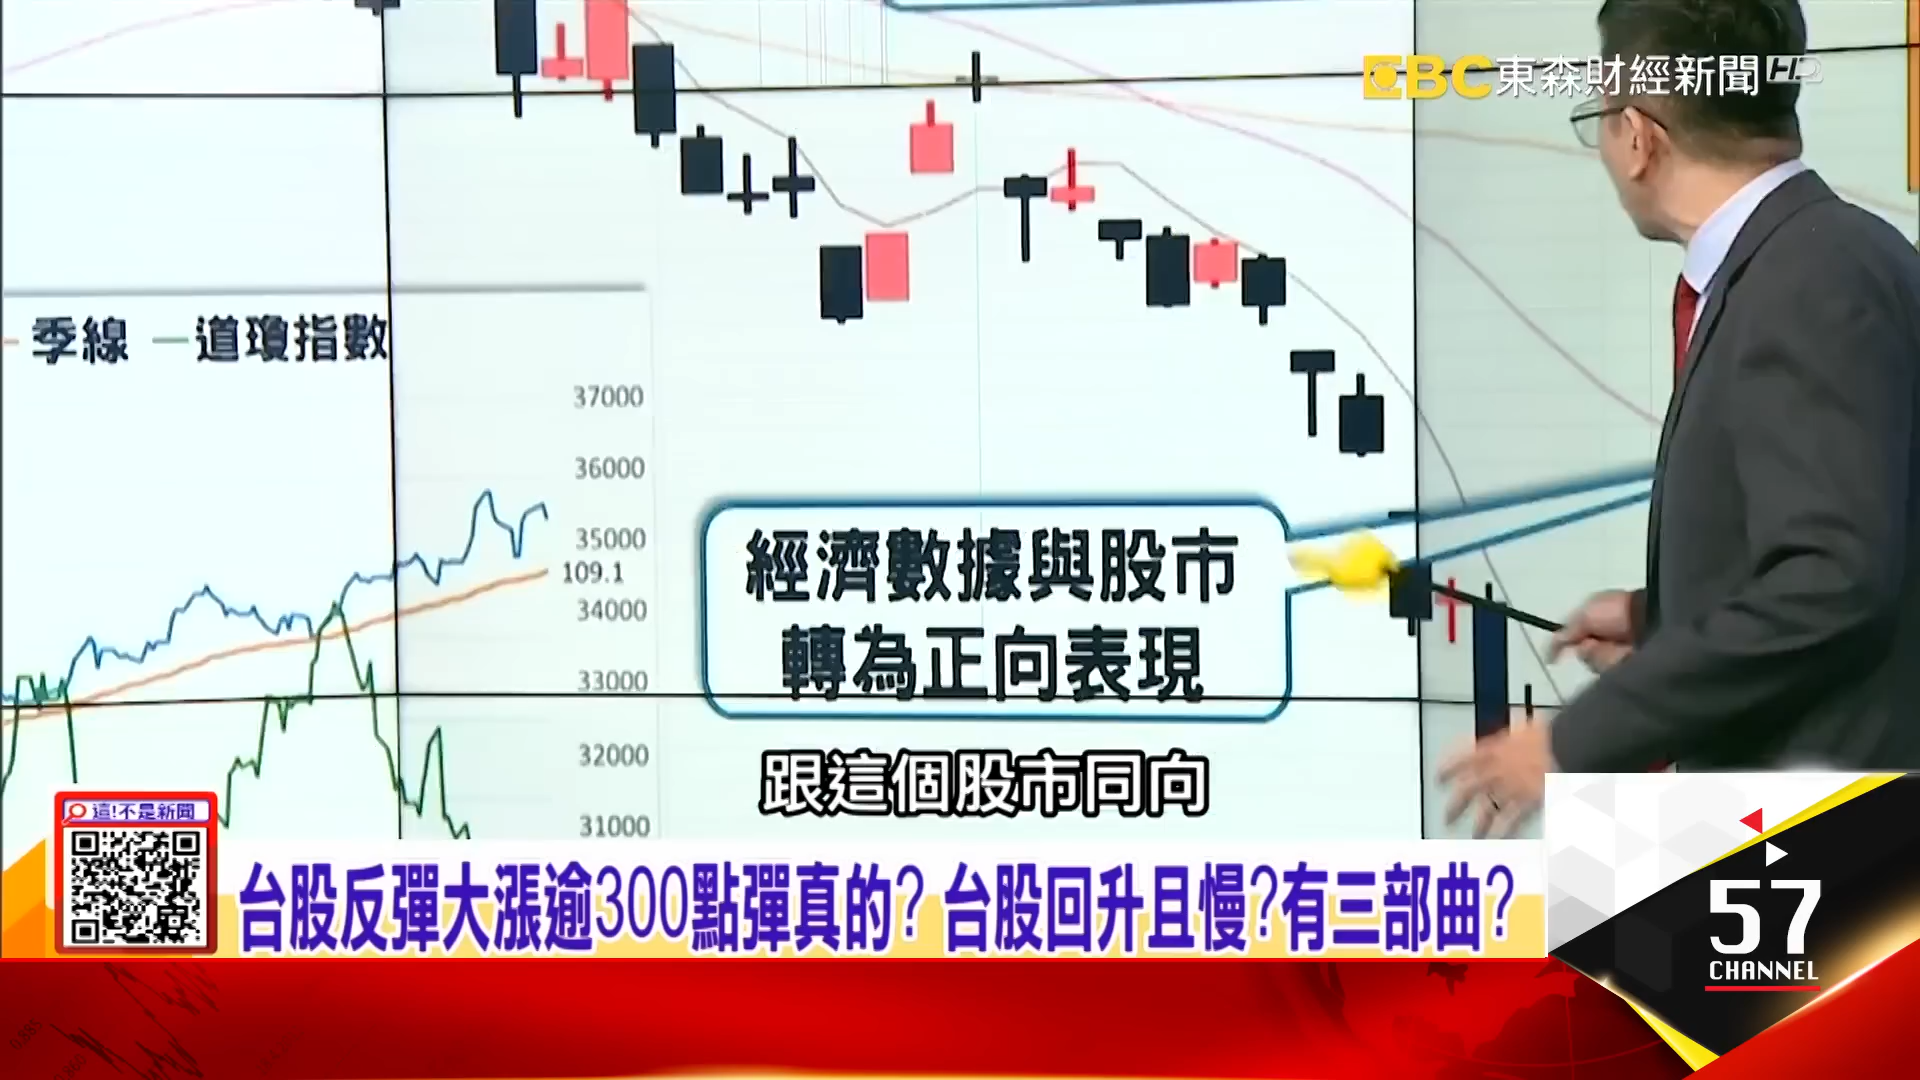 EBC東森財經新聞HD
季線 道瓊指數
37000
36000
35000
109.1
34000
33000
32000
31000
經濟數據與股市
轉為正向表現
跟這個股市同向
這!不是新聞
台股反彈大漲逾300點彈真的? 台股回升且慢?有三部曲?
57
CHANNEL